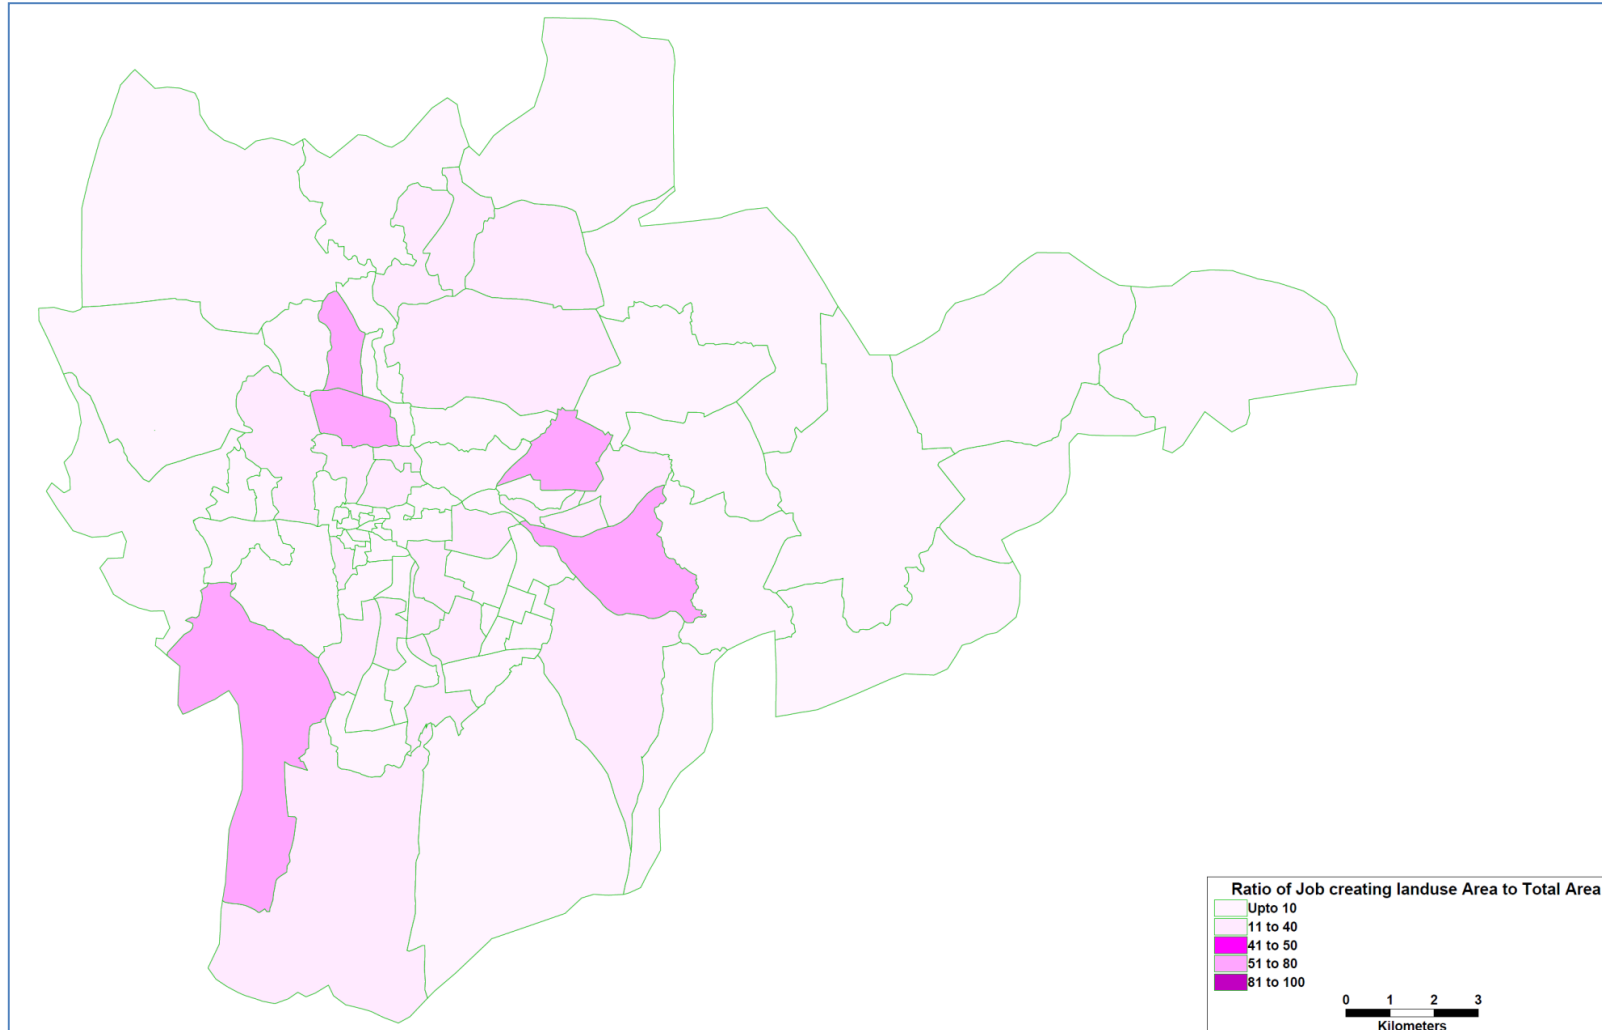 Ratio of Job creating landuse Area to Total Area
Upto 10
11 to 40
41 to 50
51 to 80
81 to 100
0 1 2 3
Kilometers